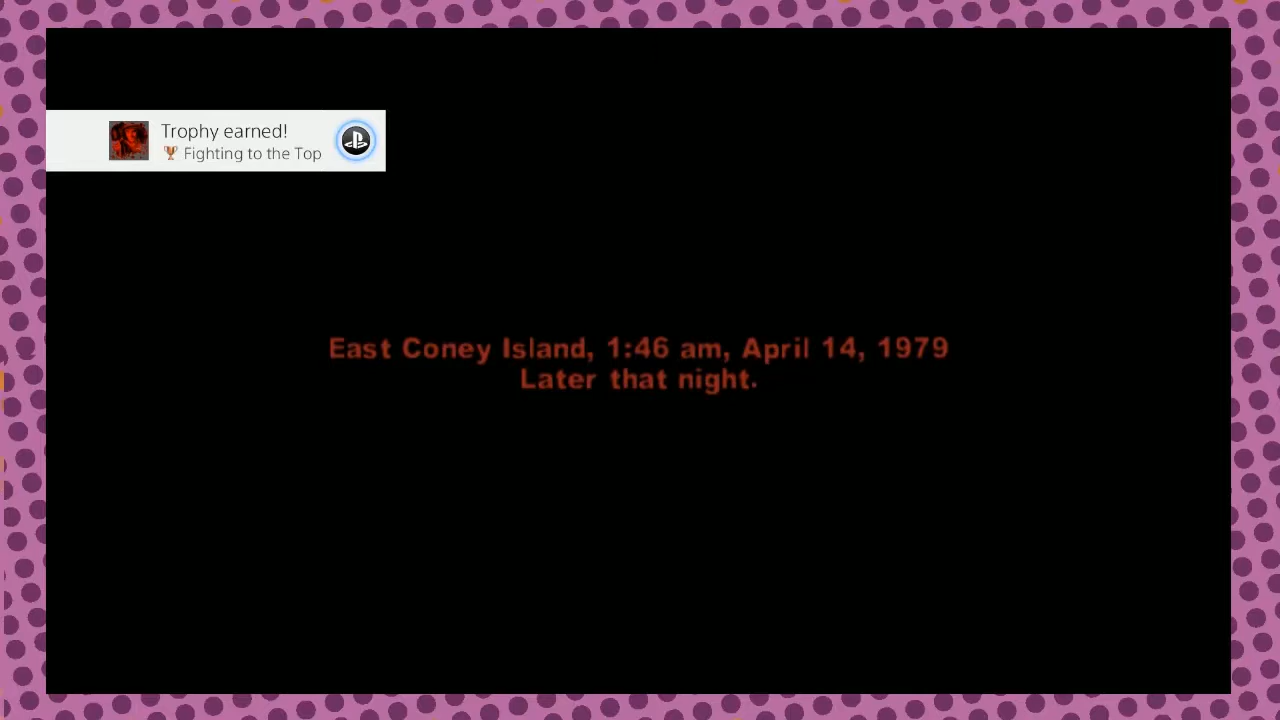 Trophy earned!
Fighting to the Top
East Coney Island, 1:46 am, April 14, 1979
Later that night.